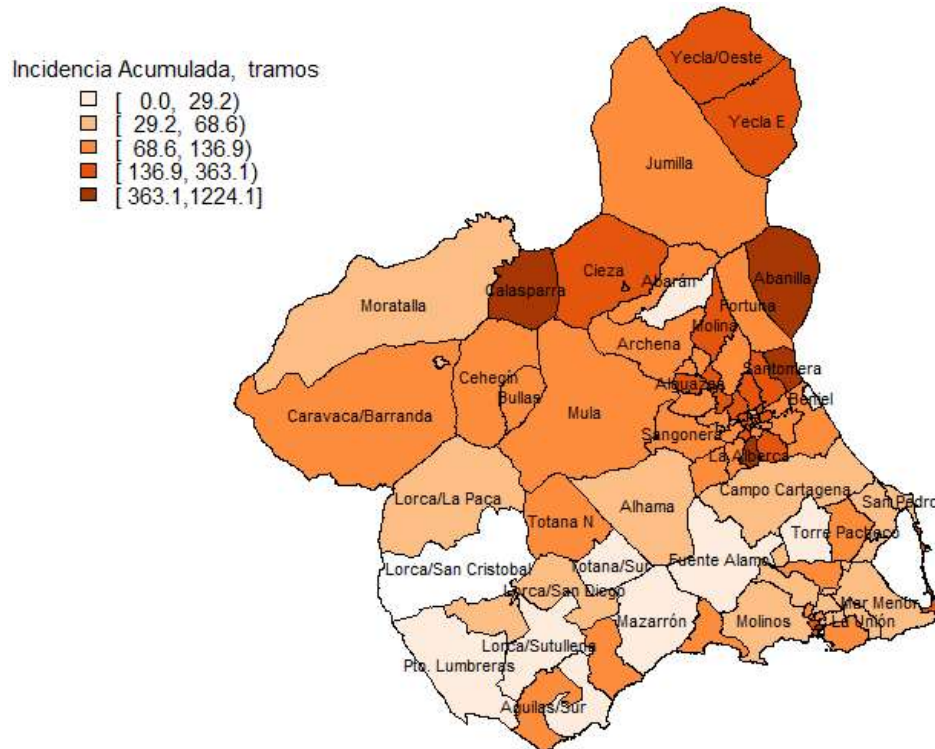 Incidencia Acumulada, tramos
[ 0.0, 29.2)
[ 29.2, 68.6)
[ 68.6, 136.9)
[ 136.9, 363.1)
[ 363.1,1224.1]
Yecla/Oeste
Yecla E
Jumilla
Cieza
Abarán
Abanilla
Calasparra
Moratalla
Fortuna
Molina
Archena
Santomera
Cehegín
Alguazas
Bullas
Beniel
Caravaca/Barranda
Mula
Sangonera
La Alberca
Lorca/La Paca
Alhama
Campo Cartagena
San Pedro
Totana N
Torre Pacheco
Fuente Alamo
Lorca/San Cristobal
Totana/Sur
Lorca/San Diego
Mar Menor
Mazarrón
Molinos
La Unión
Lorca/Sutullena
Pto. Lumbreras
Aguilas/Sur